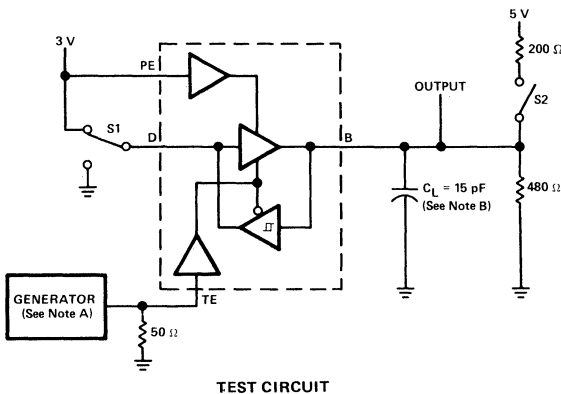 5 V
3 V
200 Ω
PE
OUTPUT
S2
S1
D
B
CL = 15 pF
(See Note B)
480 Ω
GENERATOR
(See Note A)
TE
50 Ω
TEST CIRCUIT